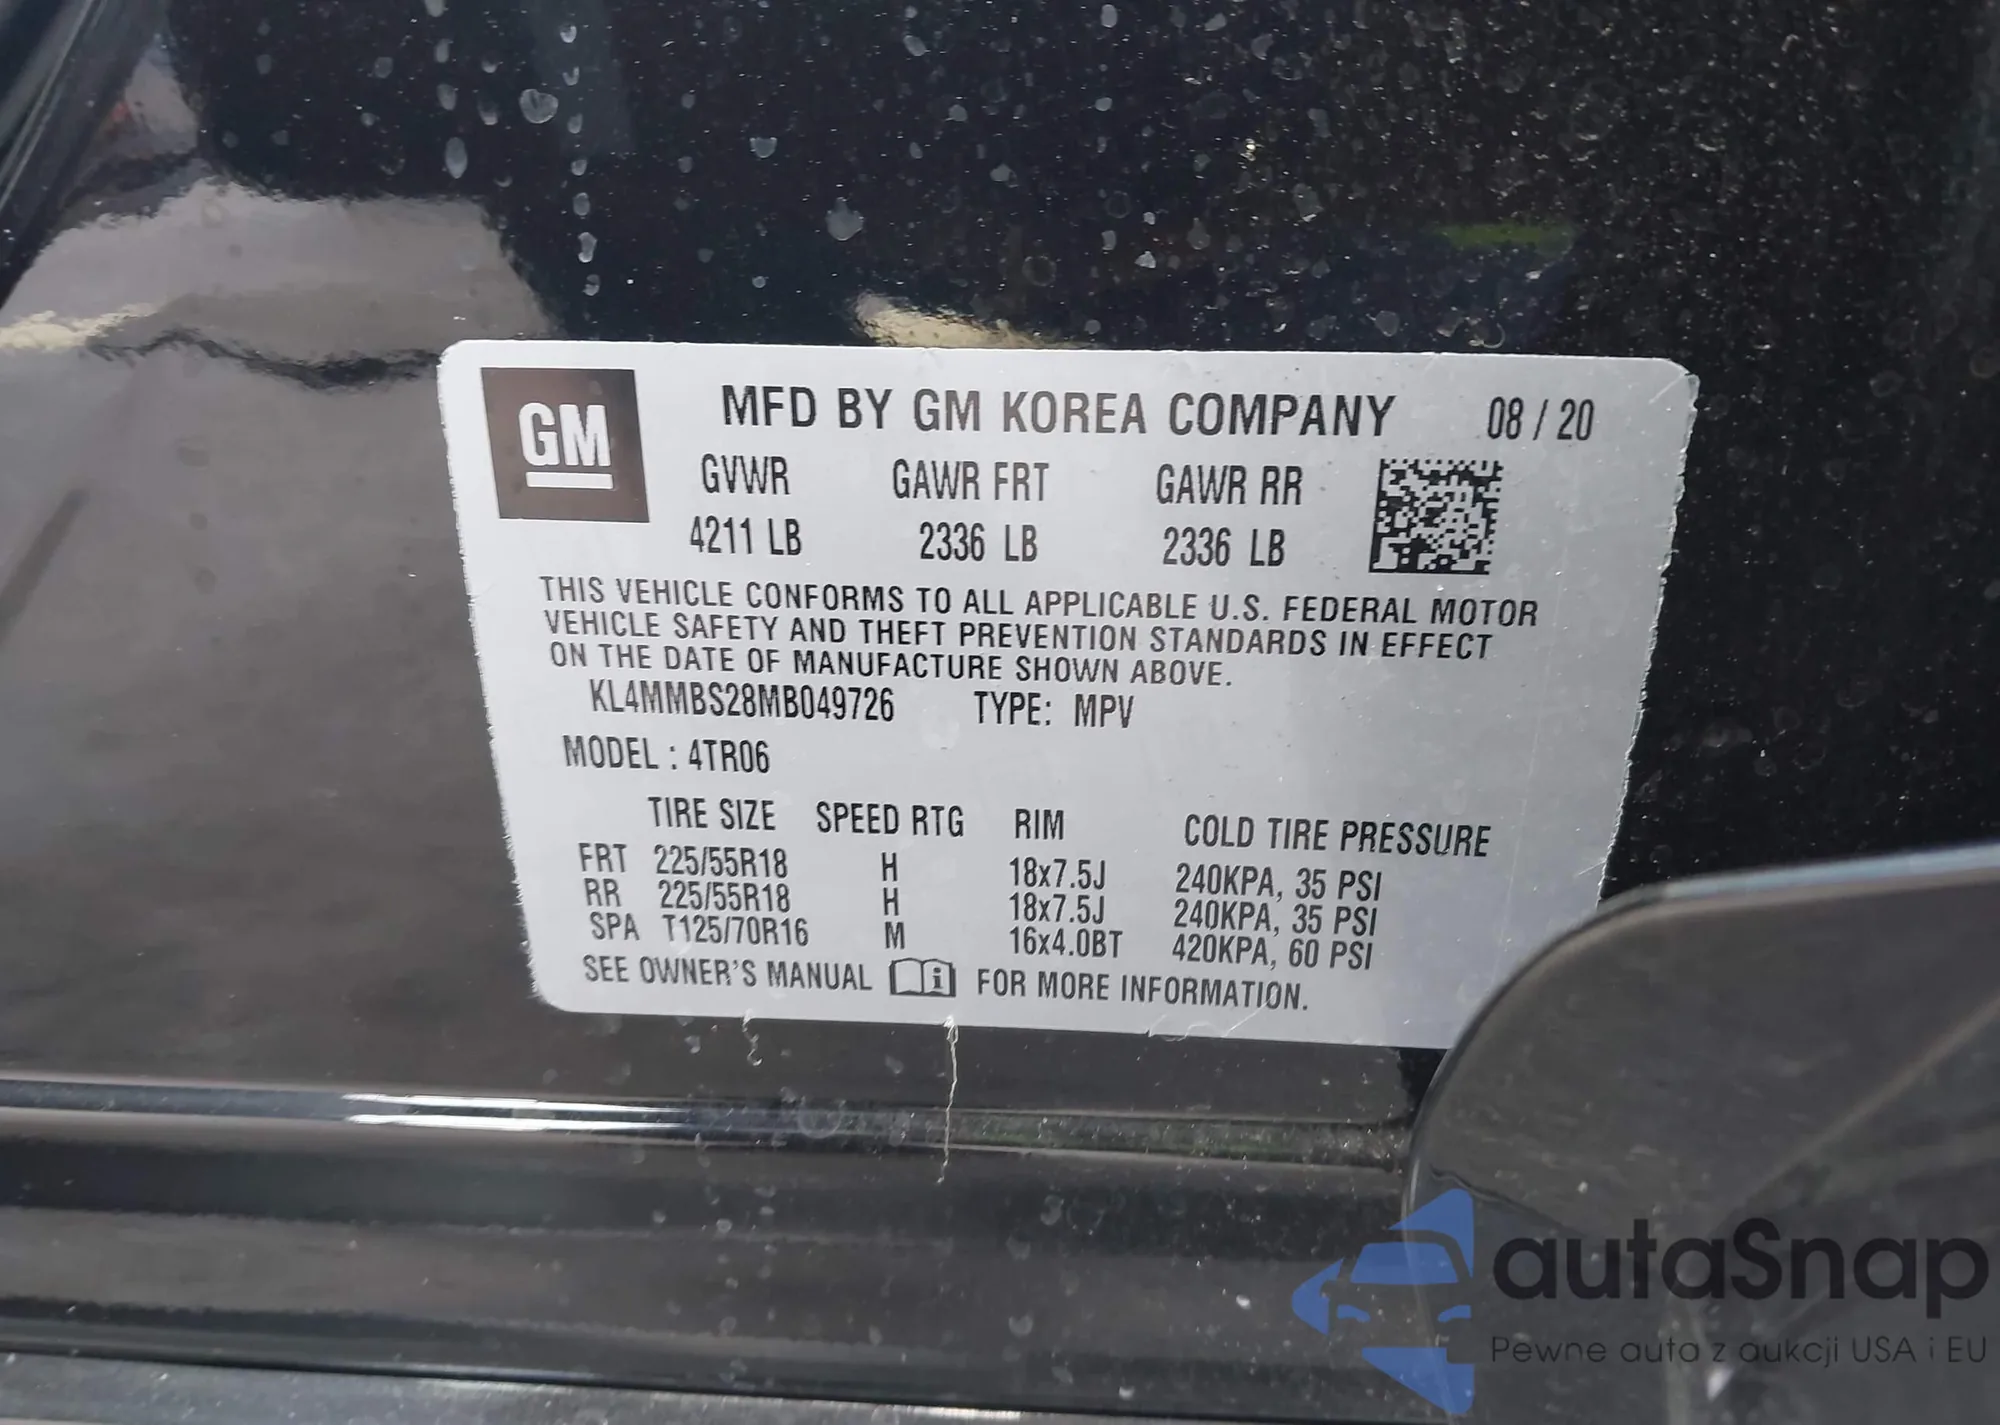 GM
MFD BY GM KOREA COMPANY 08 / 20
GVWR GAWR FRT GAWR RR
4211 LB 2336 LB 2336 LB
THIS VEHICLE CONFORMS TO ALL APPLICABLE U.S. FEDERAL MOTOR
VEHICLE SAFETY AND THEFT PREVENTION STANDARDS IN EFFECT
ON THE DATE OF MANUFACTURE SHOWN ABOVE.
KL4MMBS28MB049726 TYPE: MPV
MODEL : 4TR06
TIRE SIZE SPEED RTG RIM COLD TIRE PRESSURE
FRT 225/55R18 H 18x7.5J 240KPA, 35 PSI
RR 225/55R18 H 18x7.5J 240KPA, 35 PSI
SPA T125/70R16 M 16x4.0BT 420KPA, 60 PSI
SEE OWNER'S MANUAL i FOR MORE INFORMATION.
autaSnap
Pewne auta z aukcji USA i EU